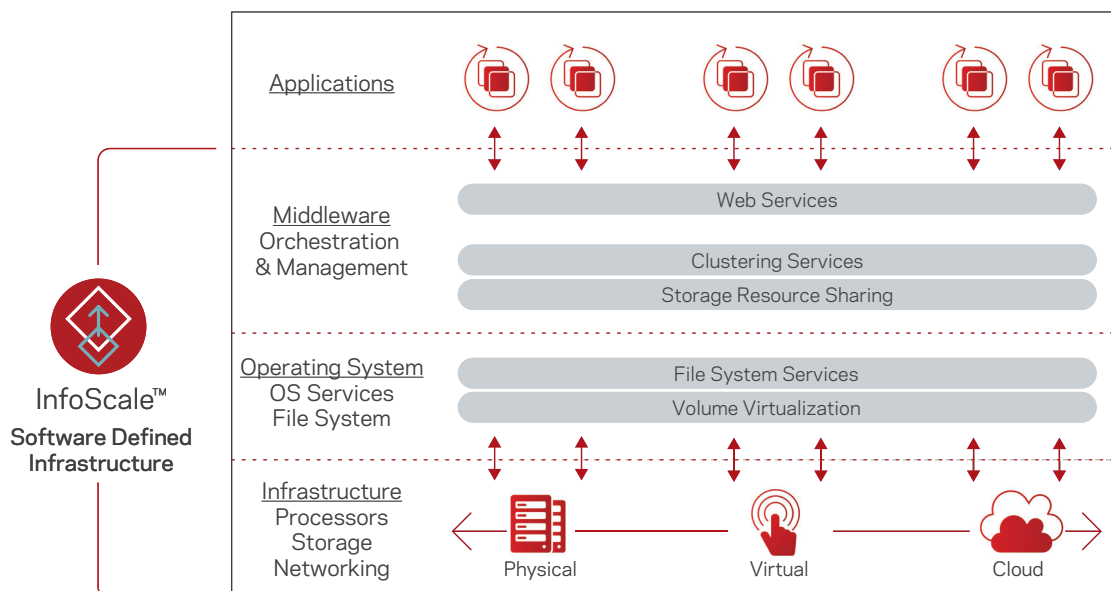 Applications
Middleware
Orchestration
& Management
Web Services
Clustering Services
Storage Resource Sharing
InfoScale™
Software Defined
Infrastructure
Operating System
OS Services
File System
File System Services
Volume Virtualization
Infrastructure
Processors
Storage
Networking
Physical
Virtual
Cloud